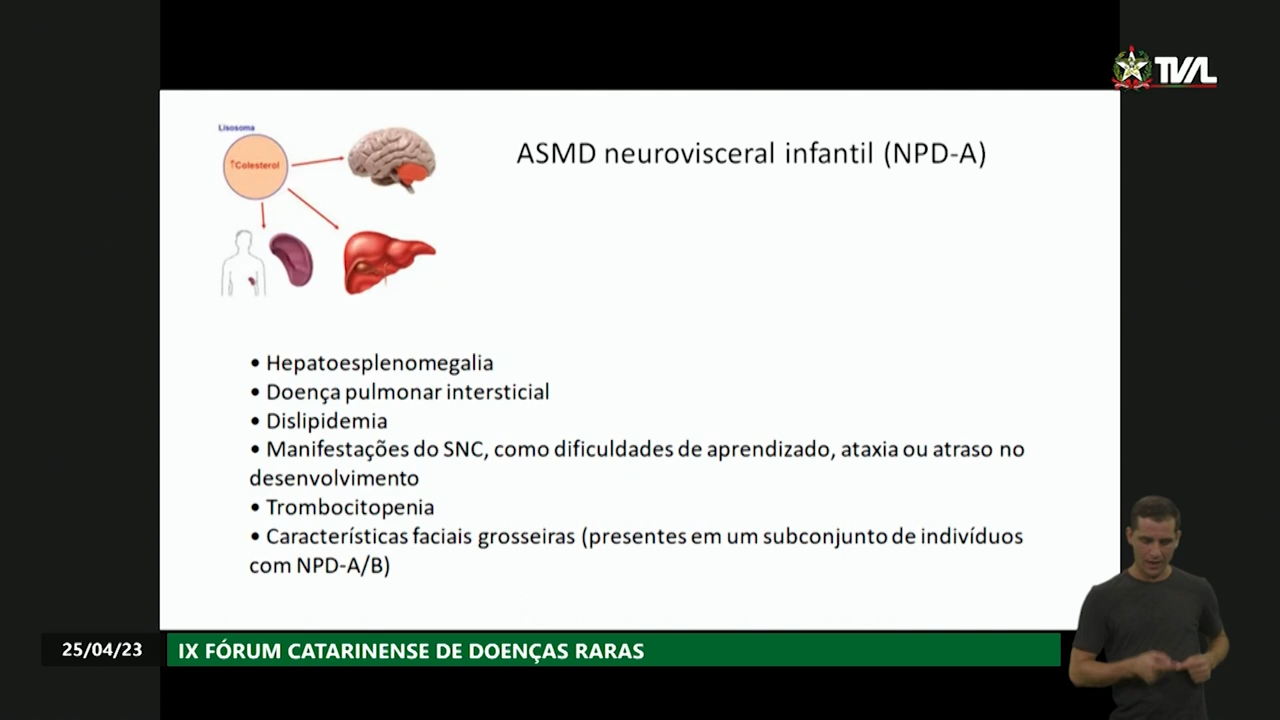 TVAL
Lisossoma
↑Colesterol
ASMD neurovisceral infantil (NPD-A)
• Hepatoesplenomegalia
• Doença pulmonar intersticial
• Dislipidemia
• Manifestações do SNC, como dificuldades de aprendizado, ataxia ou atraso no
desenvolvimento
• Trombocitopenia
• Características faciais grosseiras (presentes em um subconjunto de indivíduos
com NPD-A/B)
25/04/23
IX FÓRUM CATARINENSE DE DOENÇAS RARAS